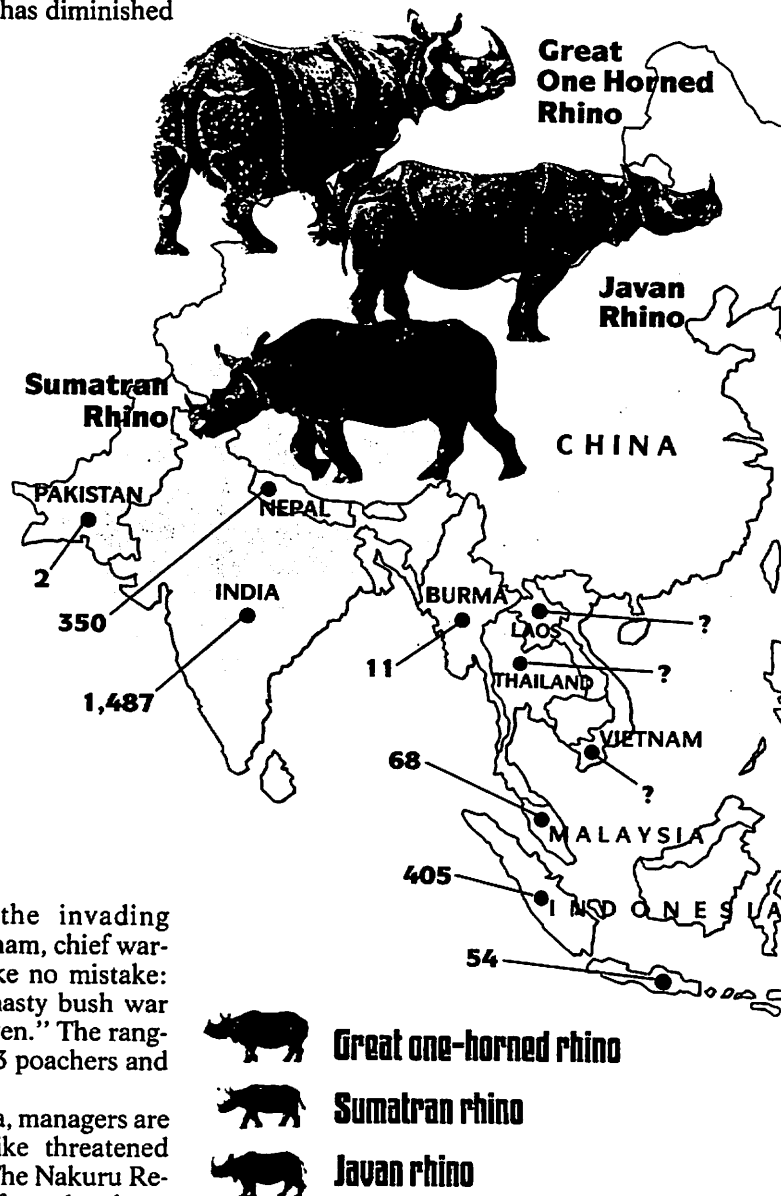 has diminished
Great
One Horned
Rhino
Javan
Rhino
Sumatran
Rhino
CHINA
PAKISTAN
NEPAL
2
350
INDIA
BURMA
LAOS
?
11
?
THAILAND
1,487
VIETNAM
68
?
MALAYSIA
405
INDONESIA
54
the invading
nam, chief war-
ke no mistake:
nasty bush war
en." The rang-
3 poachers and
a, managers are
ike threatened
The Nakuru Re-
Great one-horned rhino
Sumatran rhino
Javan rhino